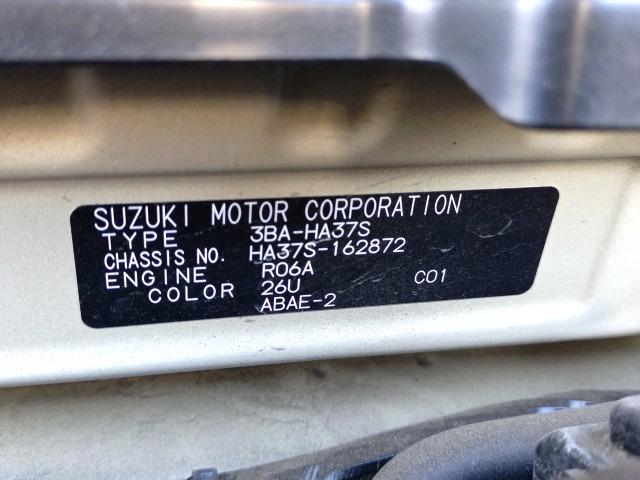 SUZUKI MOTOR CORPORATION
TYPE 3BA-HA37S
CHASSIS NO. HA37S-162872
ENGINE R06A C01
COLOR 26U
ABAE-2